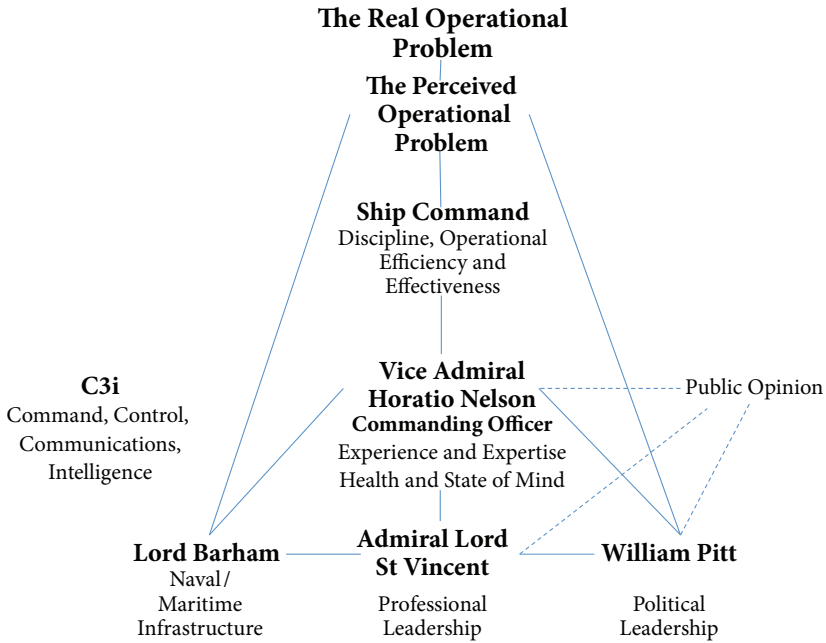 The Real Operational
Problem
The Perceived
Operational
Problem
Ship Command
Discipline, Operational
Efficiency and
Effectiveness
C3i
Command, Control,
Communications,
Intelligence
Vice Admiral
Horatio Nelson
Commanding Officer
Experience and Expertise
Health and State of Mind
Public Opinion
Lord Barham
Naval/
Maritime
Infrastructure
Admiral Lord
St Vincent
Professional
Leadership
William Pitt
Political
Leadership